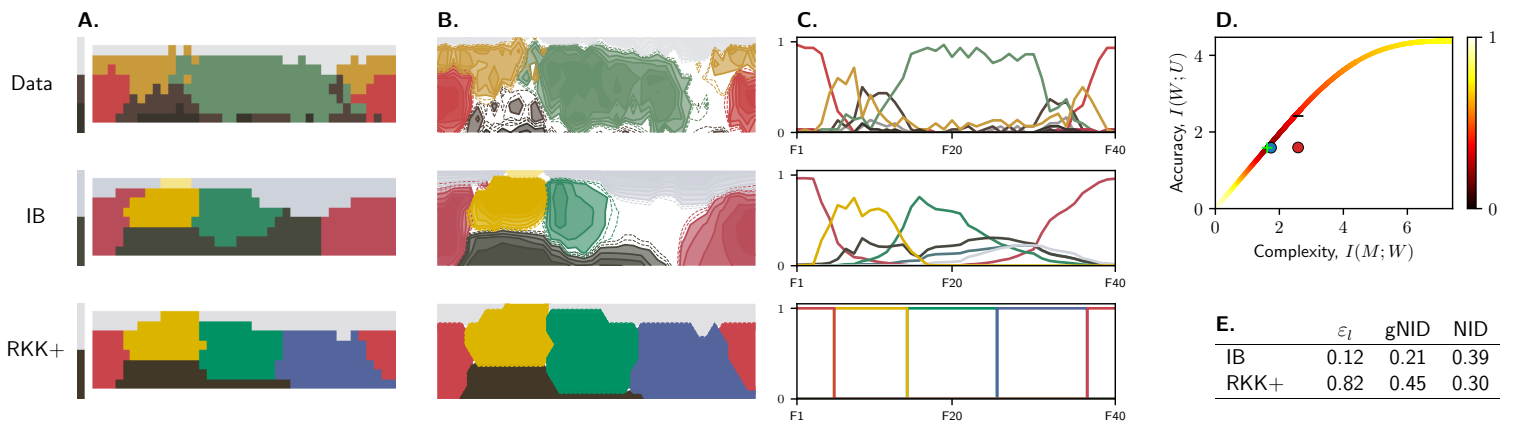 A.
B.
C.
D.
Data
IB
RKK+
1
0
F1
F20
F40
1
0
F1
F20
F40
1
0
F1
F20
F40
Accuracy, I(W; U)
4
2
0
0
2
4
6
Complexity, I(M; W)
1
0
E.
ε_l gNID NID
IB 0.12 0.21 0.39
RKK+ 0.82 0.45 0.30